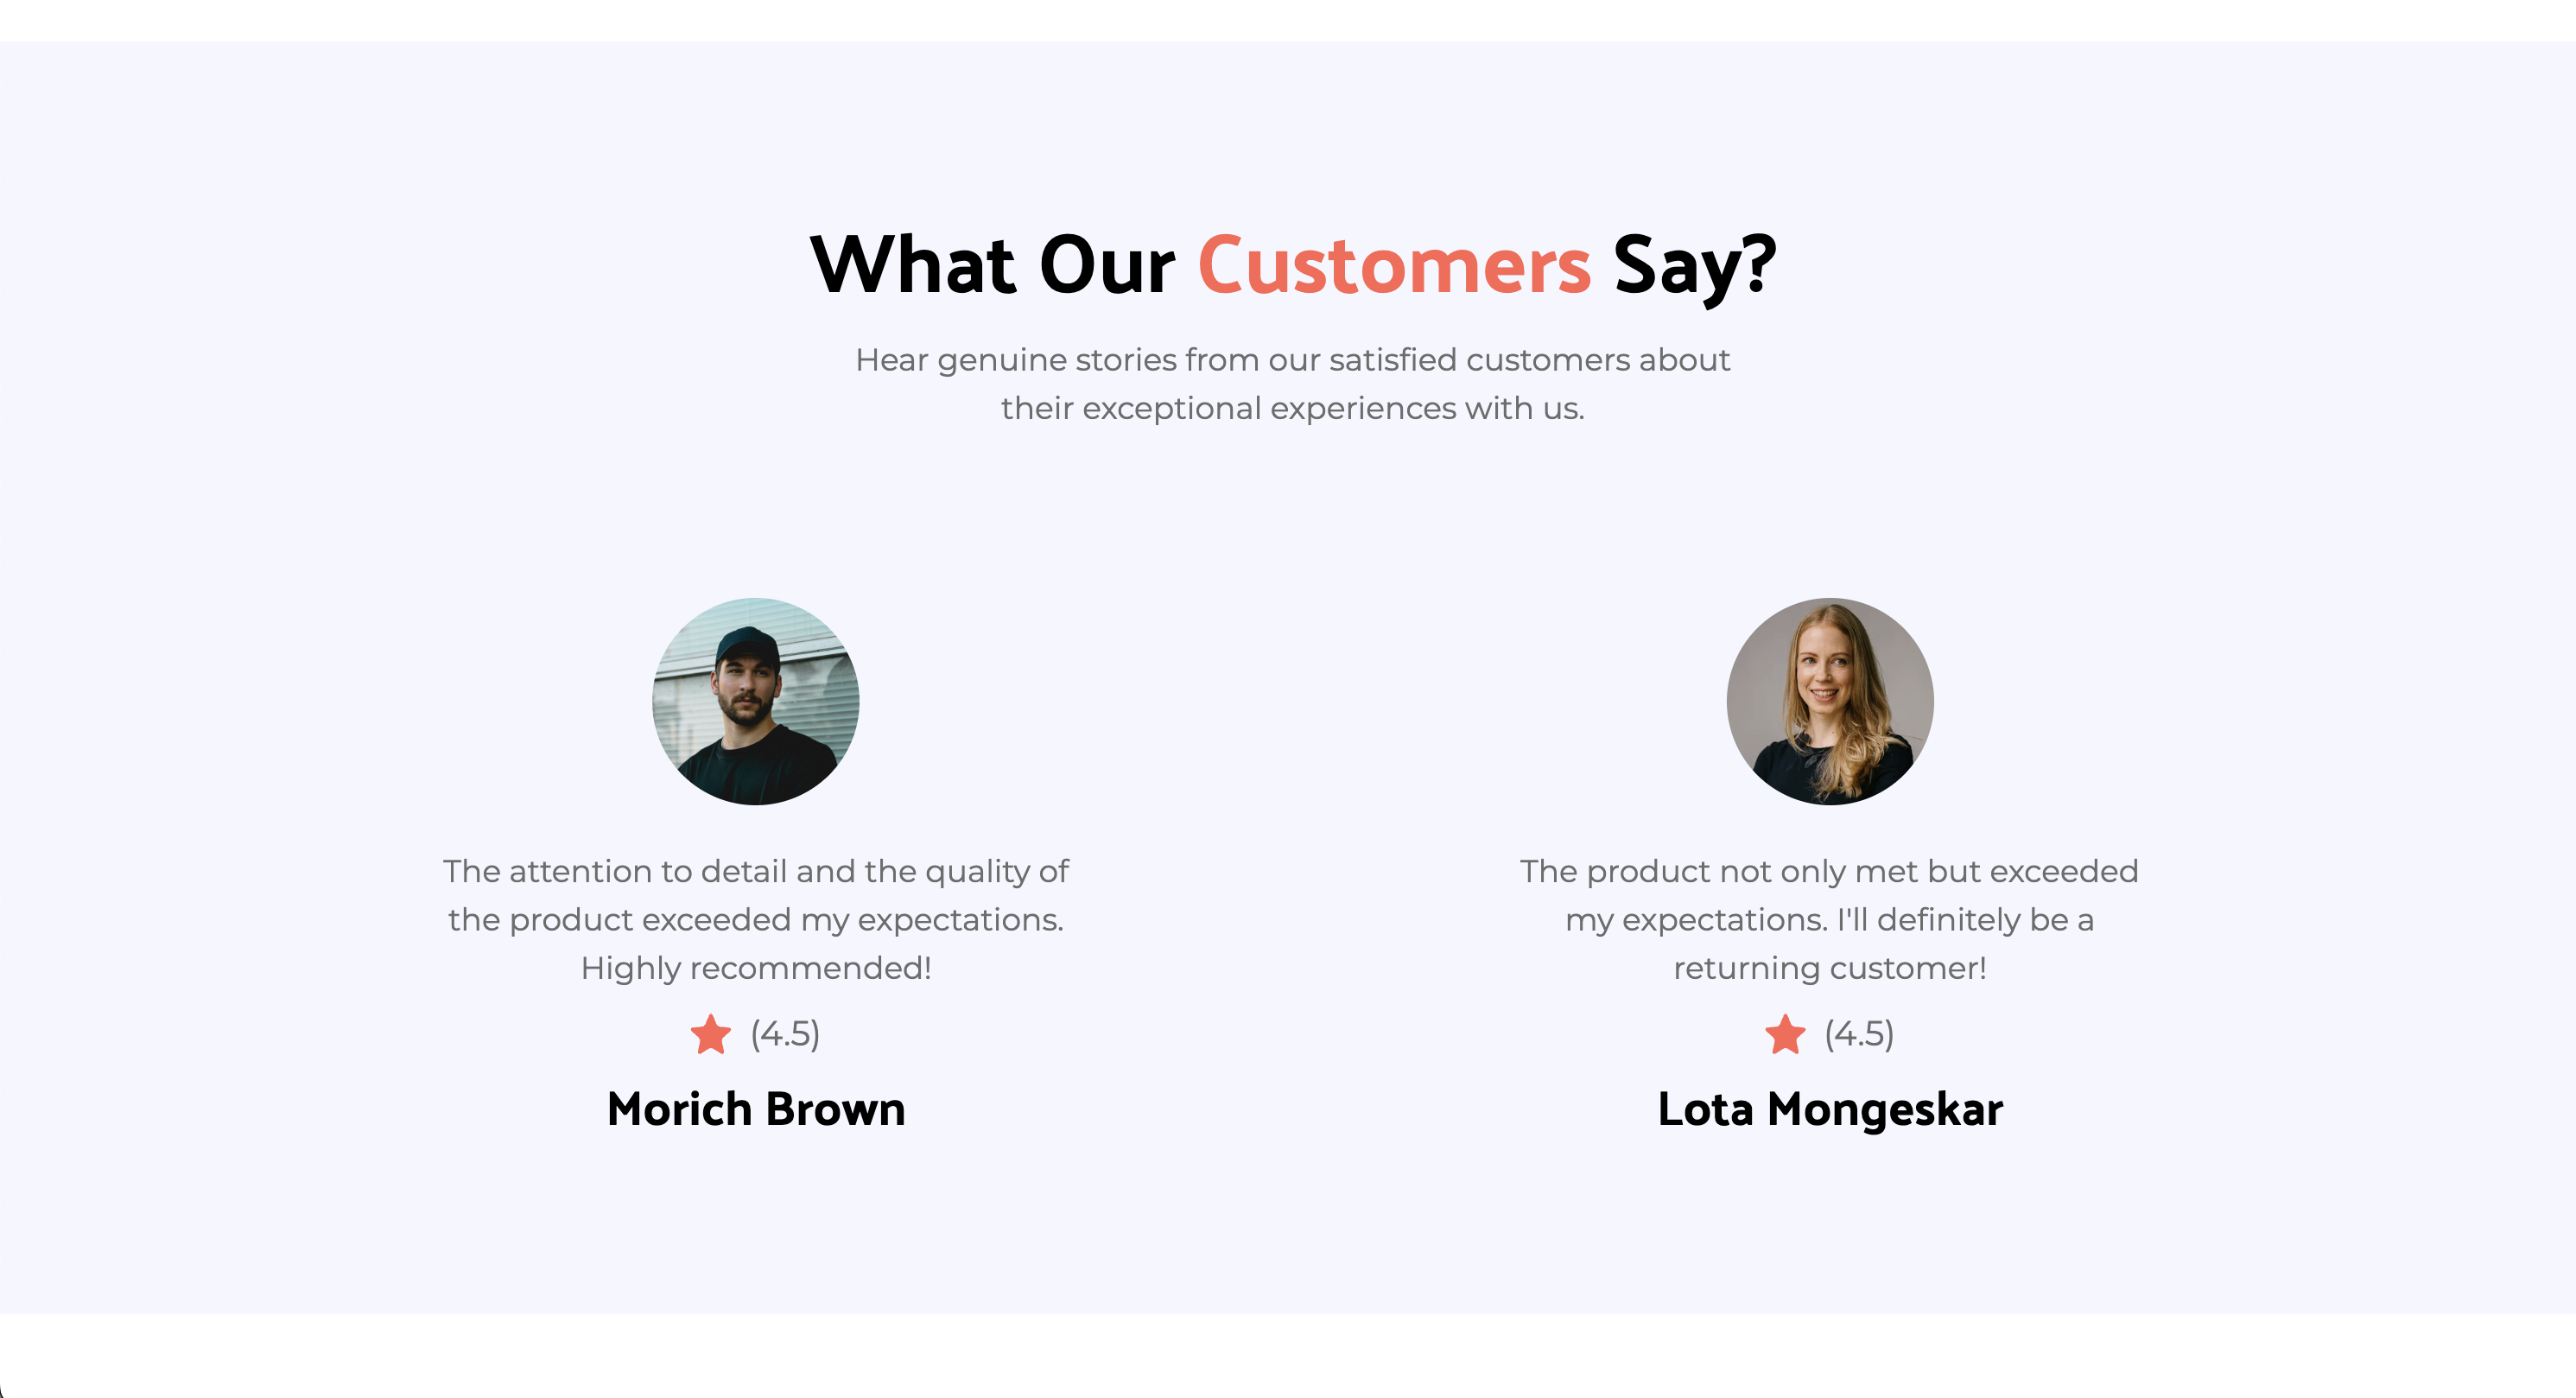 What Our Customers Say?
Hear genuine stories from our satisfied customers about
their exceptional experiences with us.
The attention to detail and the quality of
the product exceeded my expectations.
Highly recommended!
(4.5)
Morich Brown
The product not only met but exceeded
my expectations. I'll definitely be a
returning customer!
(4.5)
Lota Mongeskar